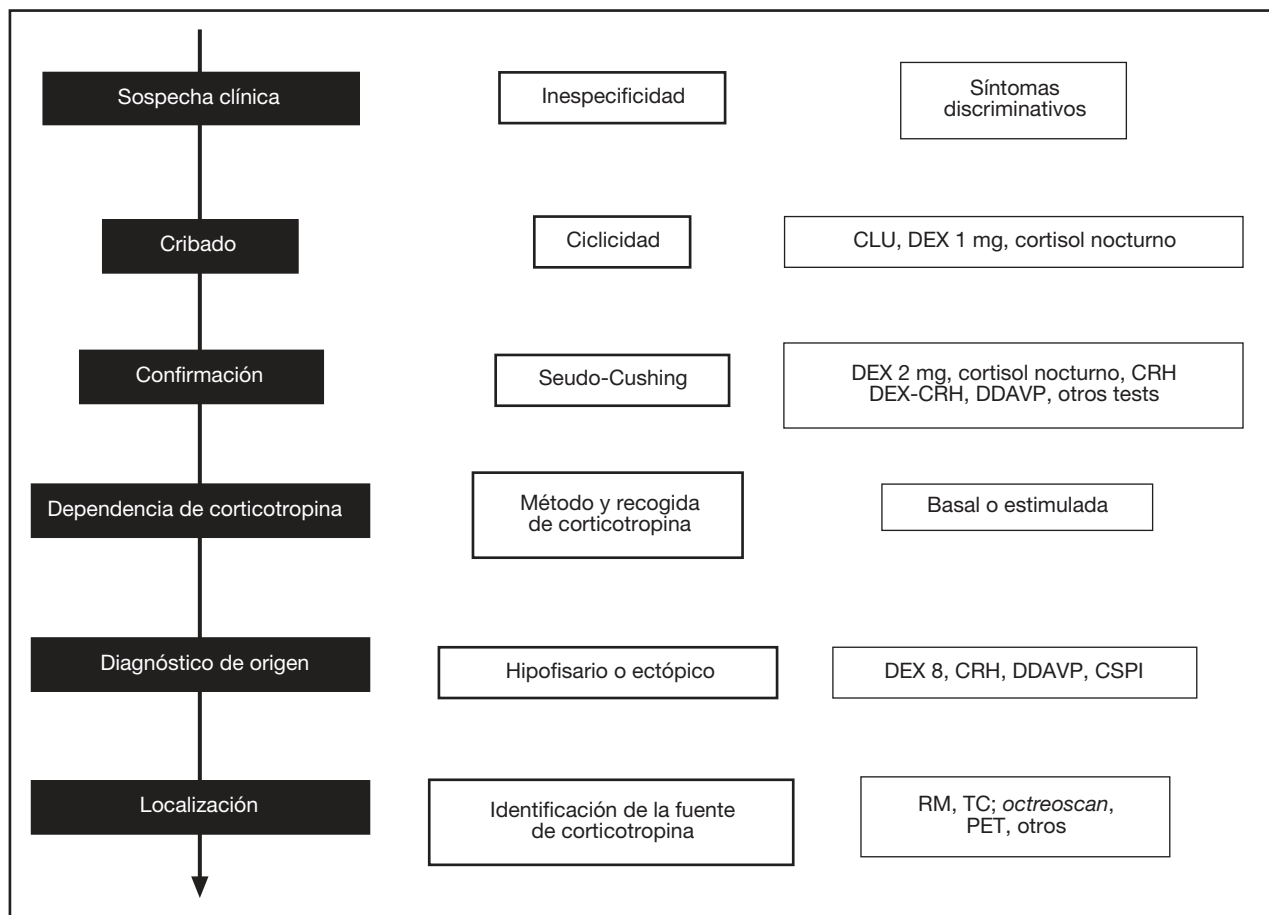 Sospecha clínica
Inespecificidad
Síntomas
discriminativos
Cribado
Ciclicidad
CLU, DEX 1 mg, cortisol nocturno
Confirmación
Seudo-Cushing
DEX 2 mg, cortisol nocturno, CRH
DEX-CRH, DDAVP, otros tests
Dependencia de corticotropina
Método y recogida
de corticotropina
Basal o estimulada
Diagnóstico de origen
Hipofisario o ectópico
DEX 8, CRH, DDAVP, CSPI
Localización
Identificación de la fuente
de corticotropina
RM, TC; octreoscan,
PET, otros